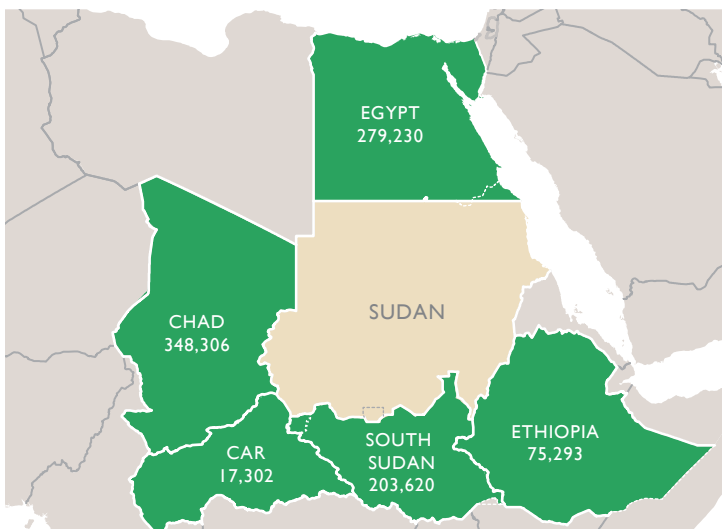 EGYPT
279,230
CHAD
348,306
SUDAN
CAR
17,302
SOUTH
SUDAN
203,620
ETHIOPIA
75,293